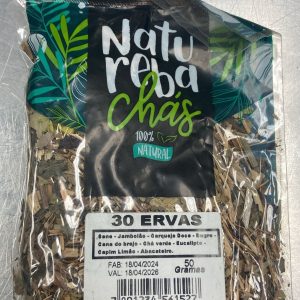 Natu
reba
chás
100%
NATURAL
30 ERVAS
Sene - Jambolão - Carqueja Doce - Bugre -
Cana do brejo - Chá verde - Eucalipto -
Capim Limão - Abacateiro.
FAB: 18/04/2024
VAL: 18/04/2026
50
Gramas